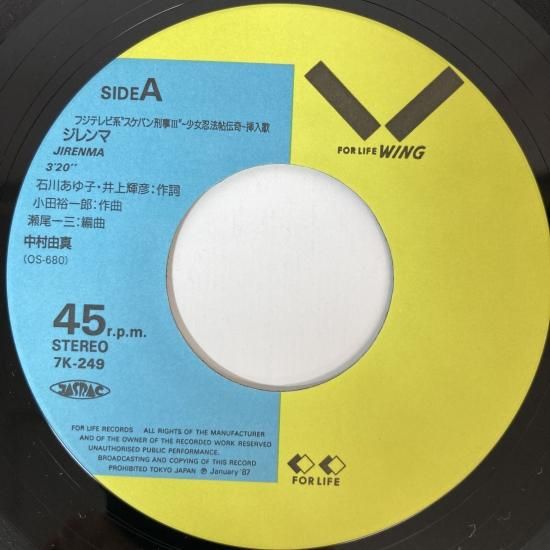 SIDE A
フジテレビ系"スケバン刑事III"~少女忍法帖伝奇~挿入歌
ジレンマ
JIRENMA
3'20"
石川あゆ子・井上輝彦:作詞
小田裕一郎:作曲
瀬尾一三:編曲
中村由真
(OS-680)
45 r.p.m.
STEREO
7K-249
JASRAC
FOR LIFE RECORDS ALL RIGHTS OF THE MANUFACTURER
AND OF THE OWNER OF THE RECORDED WORK RESERVED
UNAUTHORISED PUBLIC PERFORMANCE.
BROADCASTING AND COPYING OF THIS RECORD
PROHIBITED TOKYO JAPAN ℗ January '87
FOR LIFE WING
FOR LIFE